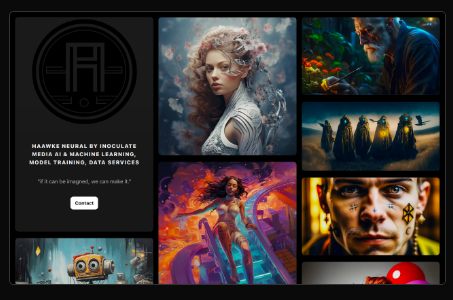 HAAWKE NEURAL BY INOCULATE
MEDIA AI & MACHINE LEARNING,
MODEL TRAINING, DATA SERVICES
"If it can be imagned, we can make it."
Contact